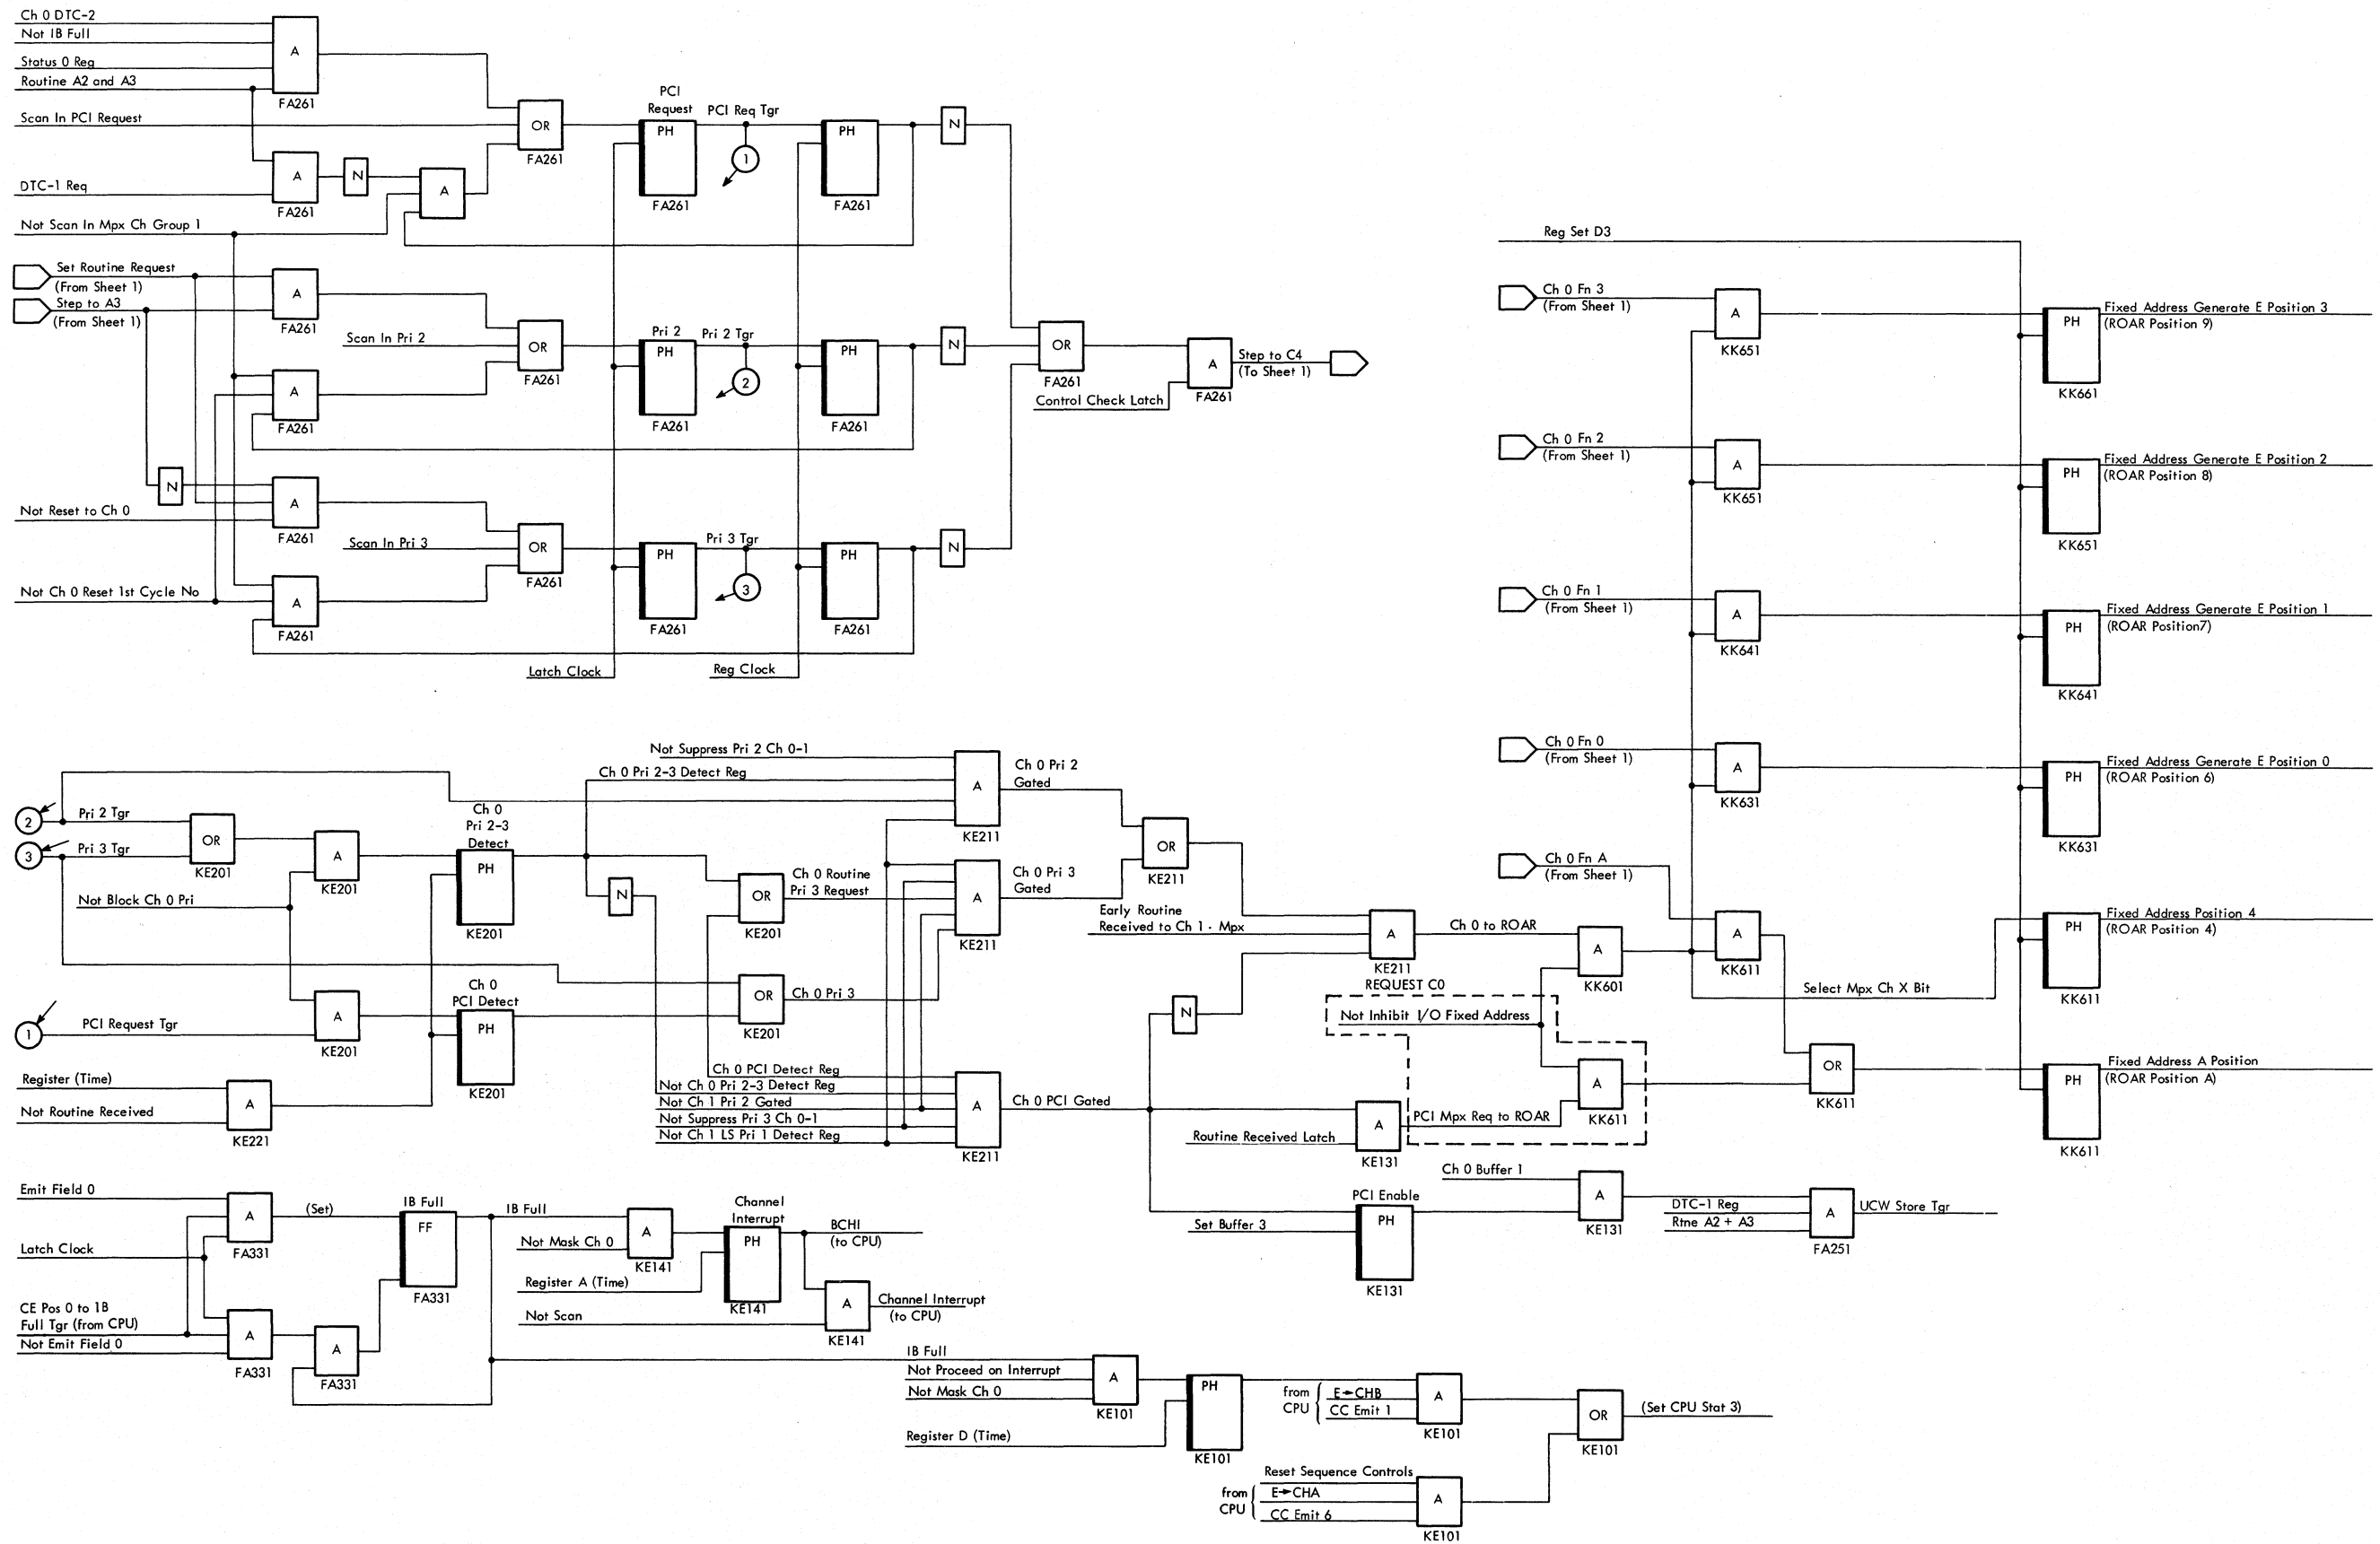 Ch 0 DTC-2
Not IB Full
Status 0 Reg
Routine A2 and A3
A
FA261
Scan In PCI Request
OR
FA261
PCI
Request
PH
FA261
PCI Req Tgr
1
PH
FA261
N
DTC-1 Req
A
FA261
N
A
Not Scan In Mpx Ch Group 1
Set Routine Request
(From Sheet 1)
Step to A3
(From Sheet 1)
A
FA261
Scan In Pri 2
OR
FA261
Pri 2
PH
FA261
Pri 2 Tgr
2
PH
FA261
N
OR
FA261
Control Check Latch
A
FA261
Step to C4
(To Sheet 1)
A
FA261
N
Not Reset to Ch 0
A
FA261
Scan In Pri 3
OR
FA261
PH
FA261
Pri 3 Tgr
3
PH
FA261
N
Not Ch 0 Reset 1st Cycle No
A
FA261
Latch Clock
Reg Clock
Reg Set D3
Ch 0 Fn 3
(From Sheet 1)
A
KK651
PH
KK661
Fixed Address Generate E Position 3
(ROAR Position 9)
Ch 0 Fn 2
(From Sheet 1)
A
KK651
PH
KK651
Fixed Address Generate E Position 2
(ROAR Position 8)
Ch 0 Fn 1
(From Sheet 1)
A
KK641
PH
KK641
Fixed Address Generate E Position 1
(ROAR Position7)
Ch 0 Fn 0
(From Sheet 1)
A
KK631
PH
KK631
Fixed Address Generate E Position 0
(ROAR Position 6)
Ch 0 Fn A
(From Sheet 1)
A
KK611
PH
KK611
Fixed Address Position 4
(ROAR Position 4)
Select Mpx Ch X Bit
OR
KK611
PH
KK611
Fixed Address A Position
(ROAR Position A)
2
Pri 2 Tgr
3
Pri 3 Tgr
OR
KE201
A
KE201
Not Block Ch 0 Pri
Ch 0
Pri 2-3
Detect
PH
KE201
Not Suppress Pri 2 Ch 0-1
Ch 0 Pri 2-3 Detect Reg
A
KE211
Ch 0 Pri 2
Gated
N
OR
KE201
Ch 0 Routine
Pri 3 Request
A
KE211
Ch 0 Pri 3
Gated
OR
KE211
Early Routine
Received to Ch 1 - Mpx
A
KE211
Ch 0 to ROAR
A
KK601
1
PCI Request Tgr
A
KE201
Ch 0
PCI Detect
PH
KE201
OR
KE201
Ch 0 Pri 3
N
REQUEST C0
Not Inhibit I/O Fixed Address
A
KK611
Register (Time)
Not Routine Received
A
KE221
Ch 0 PCI Detect Reg
Not Ch 0 Pri 2-3 Detect Reg
Not Ch 1 Pri 2 Gated
Not Suppress Pri 3 Ch 0-1
Not Ch 1 LS Pri 1 Detect Reg
A
KE211
Ch 0 PCI Gated
Routine Received Latch
A
KE131
PCI Mpx Req to ROAR
Set Buffer 3
PCI Enable
PH
KE131
Ch 0 Buffer 1
A
KE131
DTC-1 Reg
Rtne A2 + A3
A
FA251
UCW Store Tgr
Emit Field 0
A
FA331
(Set)
Latch Clock
CE Pos 0 to 1B
Full Tgr (from CPU)
Not Emit Field 0
A
FA331
A
FA331
IB Full
FF
FA331
IB Full
Not Mask Ch 0
A
KE141
Register A (Time)
Channel
Interrupt
PH
KE141
BCHI
(to CPU)
Not Scan
A
KE141
Channel Interrupt
(to CPU)
IB Full
Not Proceed on Interrupt
Not Mask Ch 0
A
KE101
Register D (Time)
PH
KE101
from
CPU
E→CHB
CC Emit 1
A
KE101
OR
KE101
(Set CPU Stat 3)
Reset Sequence Controls
from
CPU
E→CHA
CC Emit 6
A
KE101